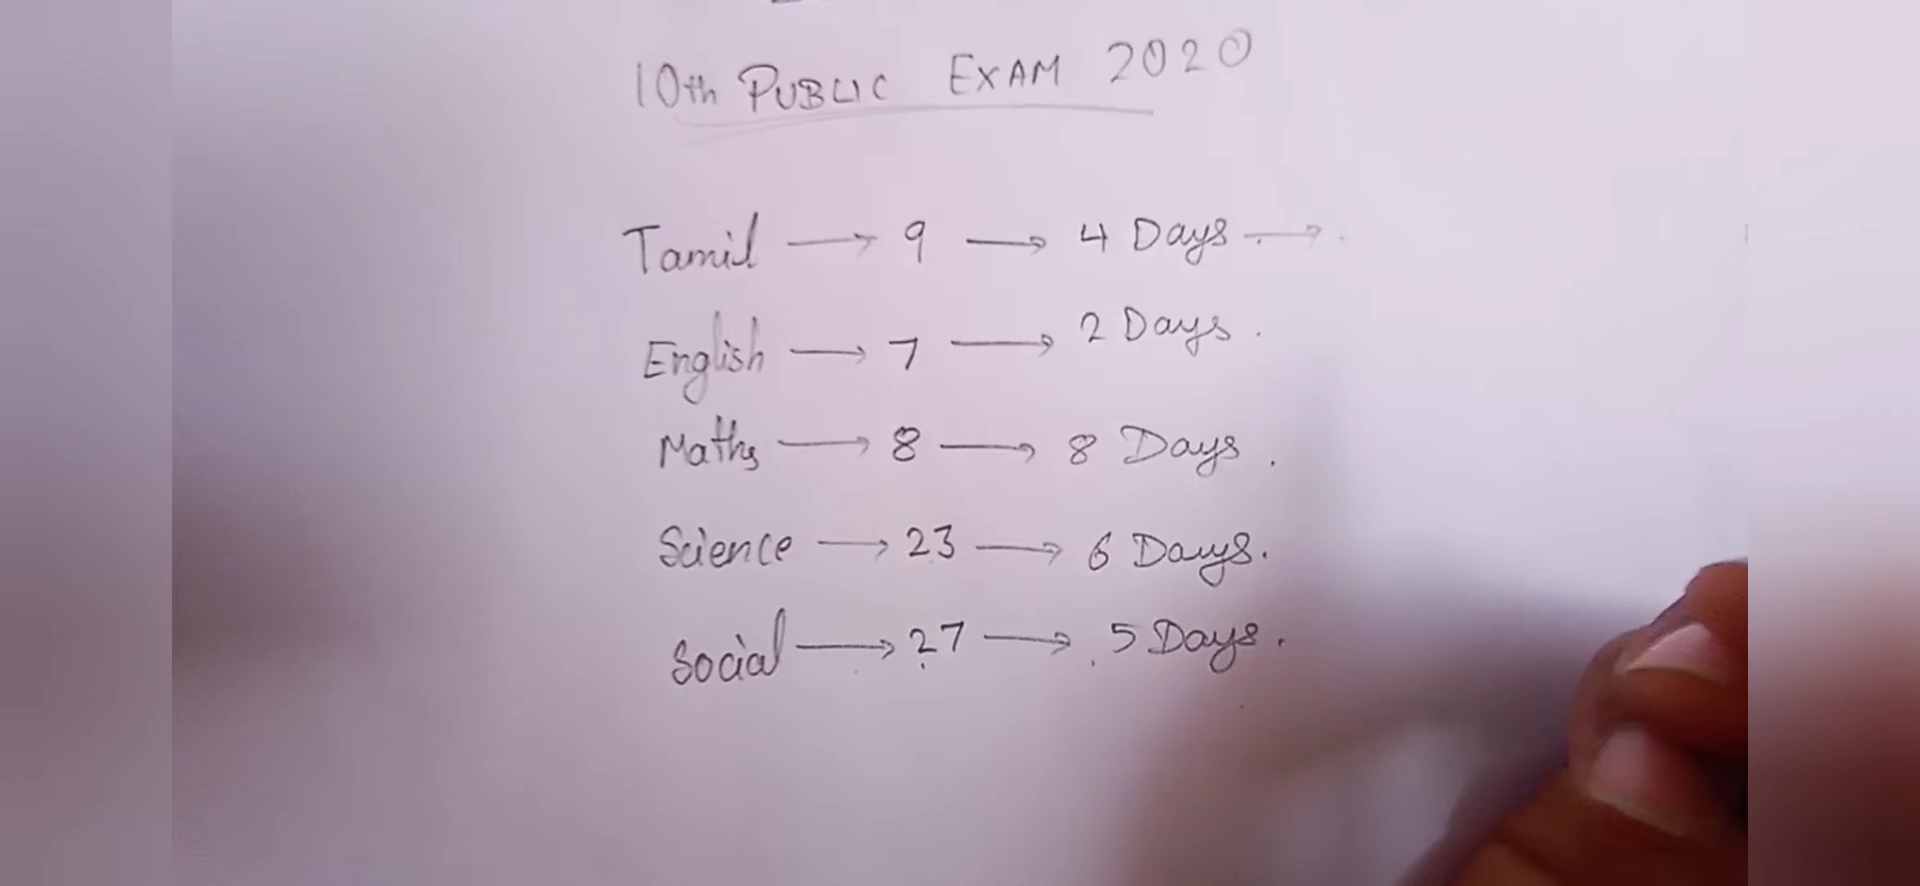 10th PUBLIC EXAM 2020
Tamil → 9 → 4 Days →
English → 7 → 2 Days.
Maths → 8 → 8 Days.
Science → 23 → 6 Days.
Social → 27 → 5 Days.